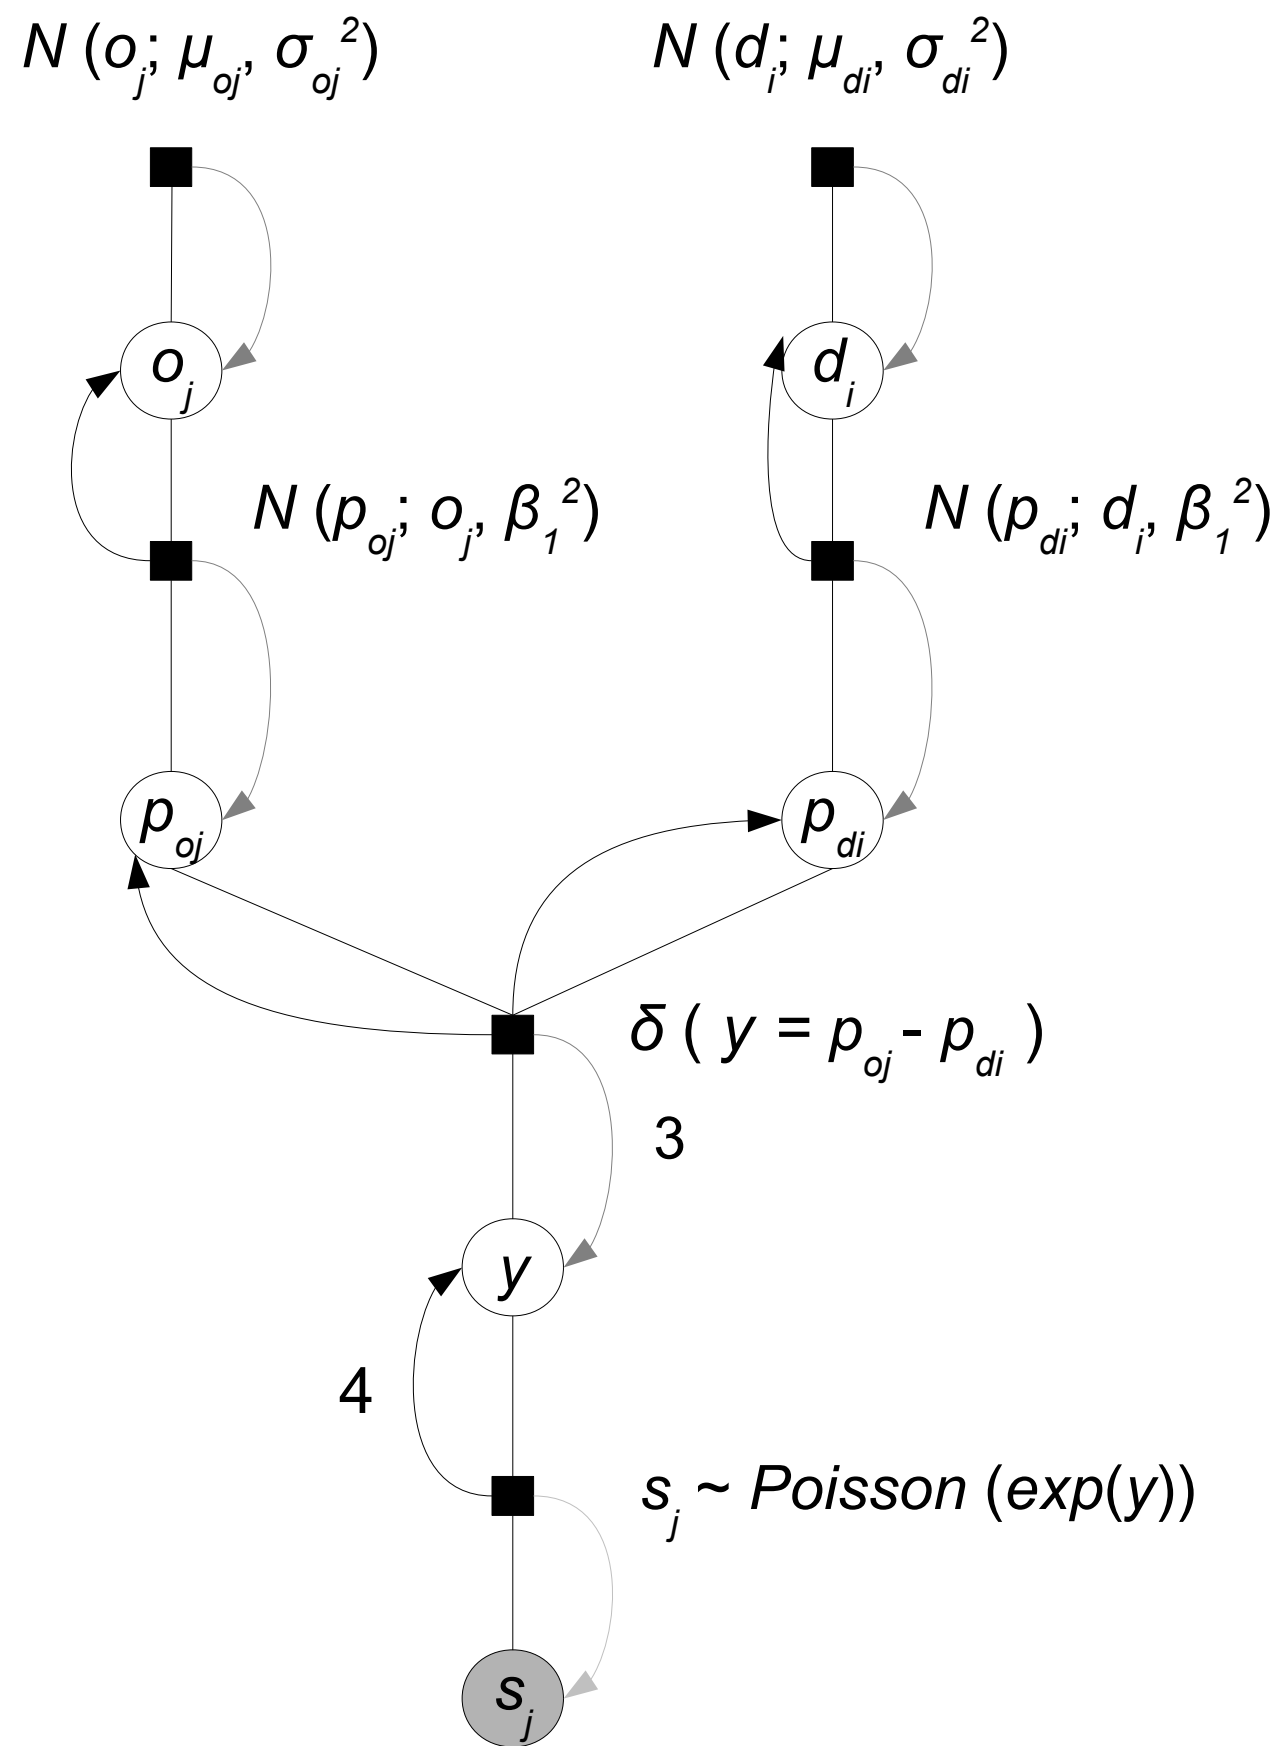 N (o_j; μ_oj, σ_oj^2) N (d_i; μ_di, σ_di^2)
o_j d_i
N (p_oj; o_j, β_1^2) N (p_di; d_i, β_1^2)
p_oj p_di
δ ( y = p_oj - p_di )
3
y
4
s_j ~ Poisson (exp(y))
s_j